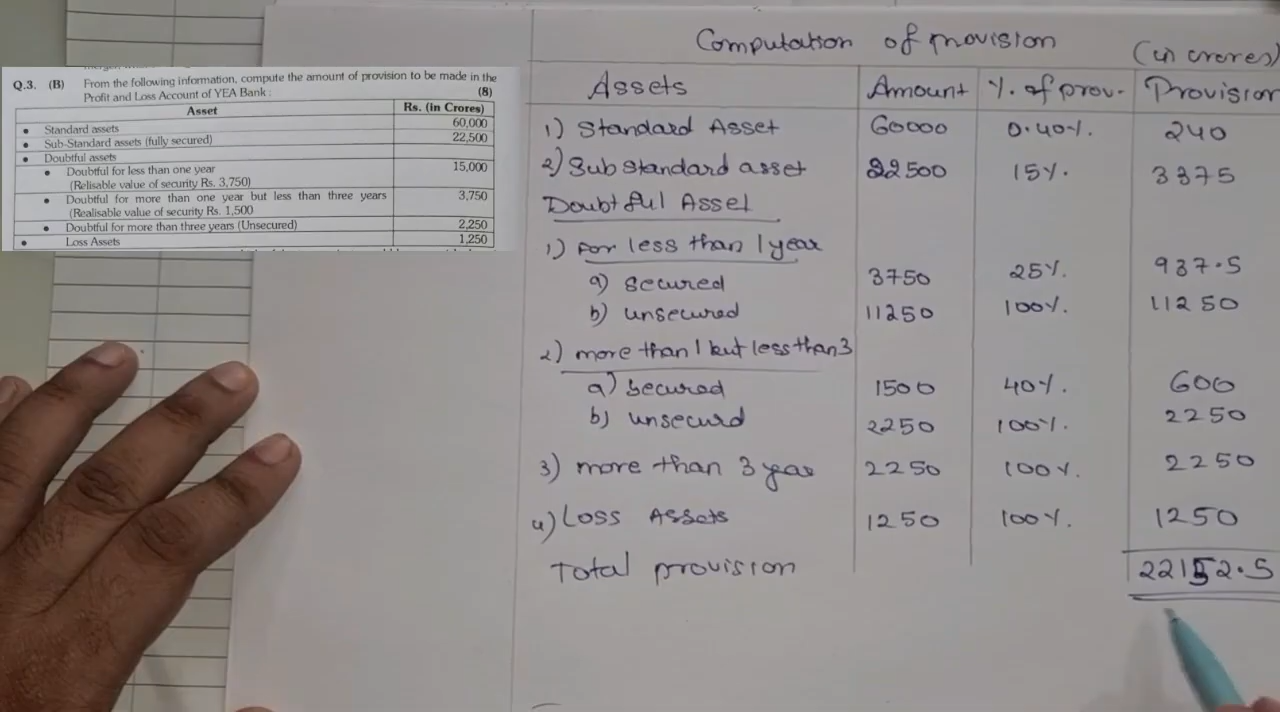 Q.3. (B) From the following information, compute the amount of provision to be made in the
Profit and Loss Account of YEA Bank : (8)
Asset Rs. (in Crores)
• Standard assets 60,000
• Sub-Standard assets (fully secured) 22,500
• Doubtful assets
• Doubtful for less than one year 15,000
(Relisable value of security Rs. 3,750)
• Doubtful for more than one year but less than three years 3,750
(Realisable value of security Rs. 1,500
• Doubtful for more than three years (Unsecured) 2,250
• Loss Assets 1,250
Computation of provision (in crores)
Assets Amount % of prov. Provision
1) Standard Asset 60000 0.40%. 240
2) Substandard asset 22500 15%. 3375
Doubtful Asset
1) For less than 1 year
a) secured 3750 25%. 937.5
b) unsecured 11250 100%. 11250
2) more than 1 but less than 3
a) secured 1500 40%. 600
b) unsecurd 2250 100%. 2250
3) more than 3 year 2250 100%. 2250
4) Loss Assets 1250 100%. 1250
Total provision 22152.5